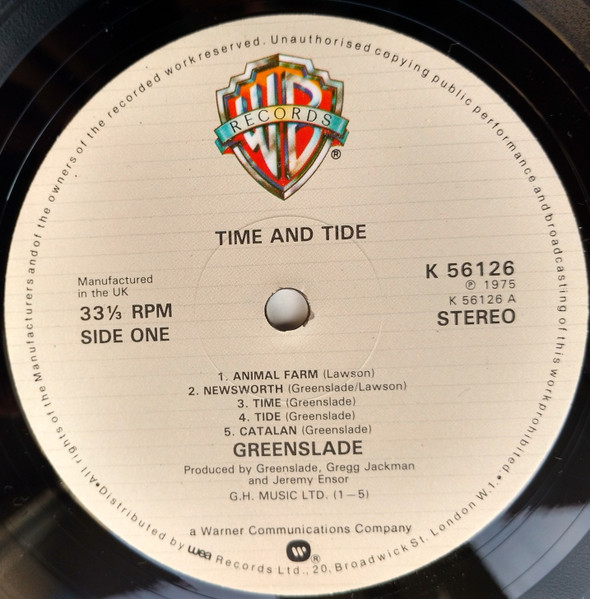 All rights of the Manufacturers and of the owners of the recorded work reserved. Unauthorised copying public performance and broadcasting of this work prohibited.
WB
RECORDS
®
TIME AND TIDE
Manufactured
in the UK
33⅓ RPM
SIDE ONE
K 56126
℗ 1975
K 56126 A
STEREO
1. ANIMAL FARM (Lawson)
2. NEWSWORTH (Greenslade/Lawson)
3. TIME (Greenslade)
4. TIDE (Greenslade)
5. CATALAN (Greenslade)
GREENSLADE
Produced by Greenslade, Gregg Jackman
and Jeremy Ensor
G.H. MUSIC LTD. (1–5)
a Warner Communications Company
®
•Distributed by wea Records Ltd., 20, Broadwick St. London W.1.•